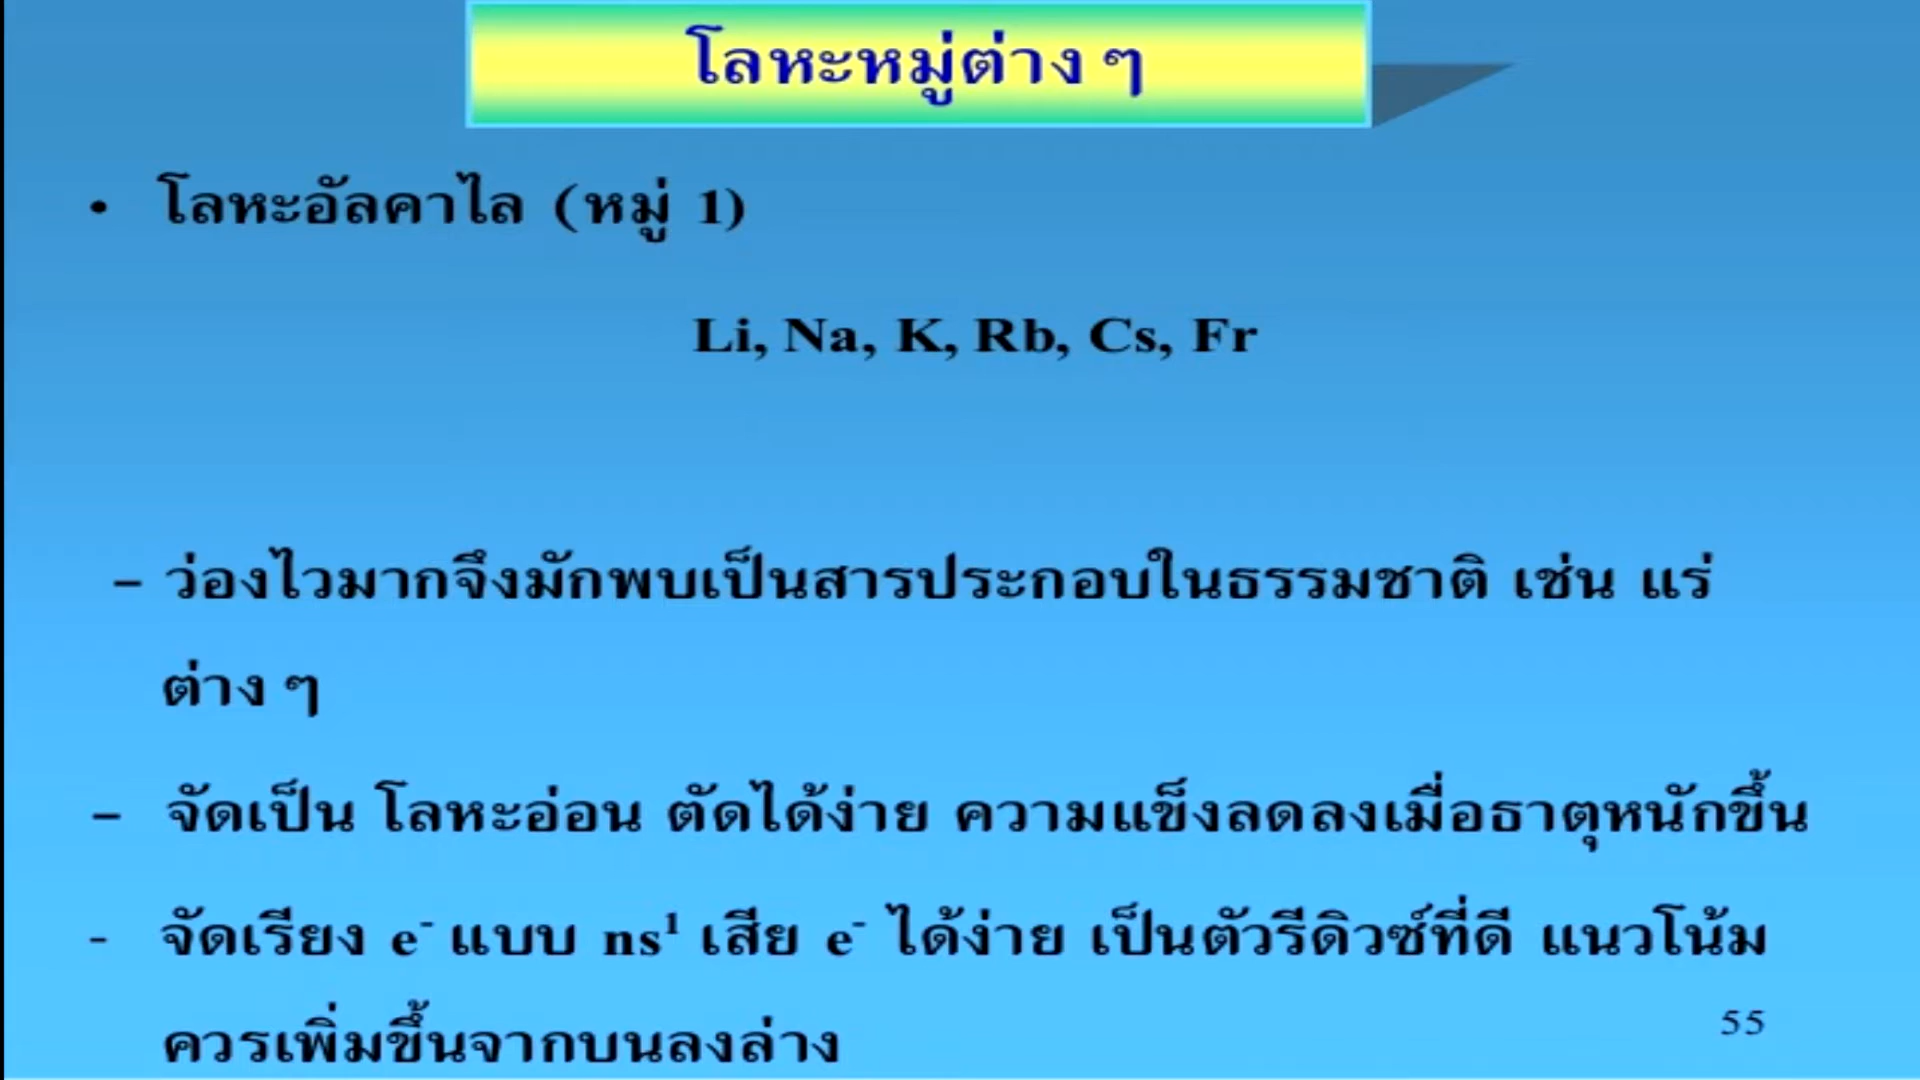 โลหะหมู่ต่าง ๆ
• โลหะอัลคาไล (หมู่ 1)
Li, Na, K, Rb, Cs, Fr
– ว่องไวมากจึงมักพบเป็นสารประกอบในธรรมชาติ เช่น แร่
ต่าง ๆ
– จัดเป็น โลหะอ่อน ตัดได้ง่าย ความแข็งลดลงเมื่อธาตุหนักขึ้น
- จัดเรียง e⁻ แบบ ns¹ เสีย e⁻ ได้ง่าย เป็นตัวรีดิวซ์ที่ดี แนวโน้ม
ควรเพิ่มขึ้นจากบนลงล่าง
55